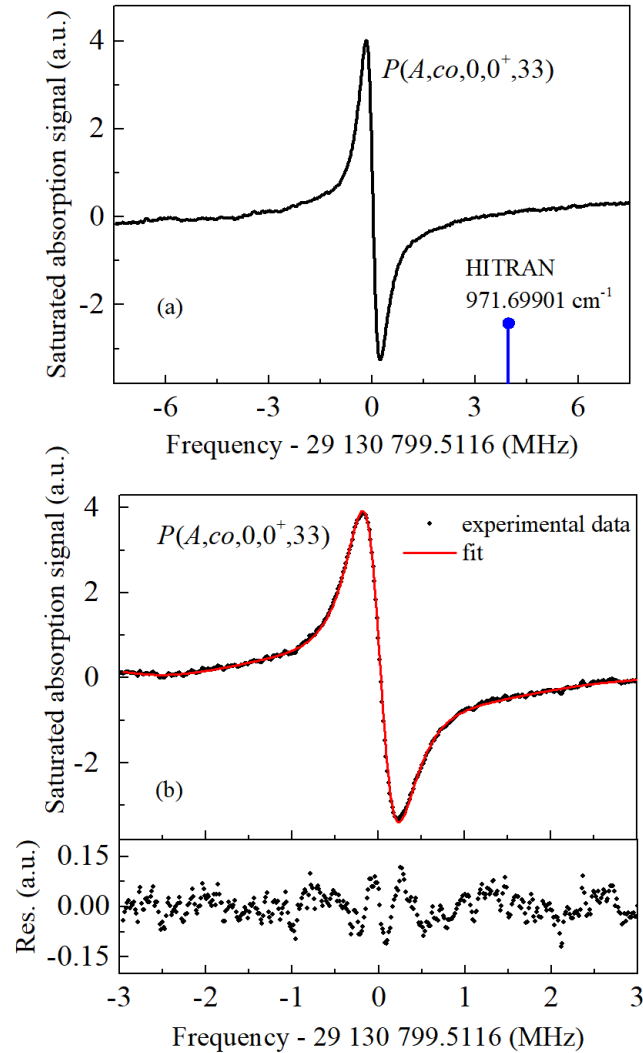 4
2
0
-2
Saturated absorption signal (a.u.)
P(A,co,0,0⁺,33)
HITRAN
971.69901 cm⁻¹
(a)
-6 -3 0 3 6
Frequency - 29 130 799.5116 (MHz)
4
2
0
-2
Saturated absorption signal (a.u.)
P(A,co,0,0⁺,33)
experimental data
fit
(b)
0.15
0.00
-0.15
Res. (a.u.)
-3 -2 -1 0 1 2 3
Frequency - 29 130 799.5116 (MHz)